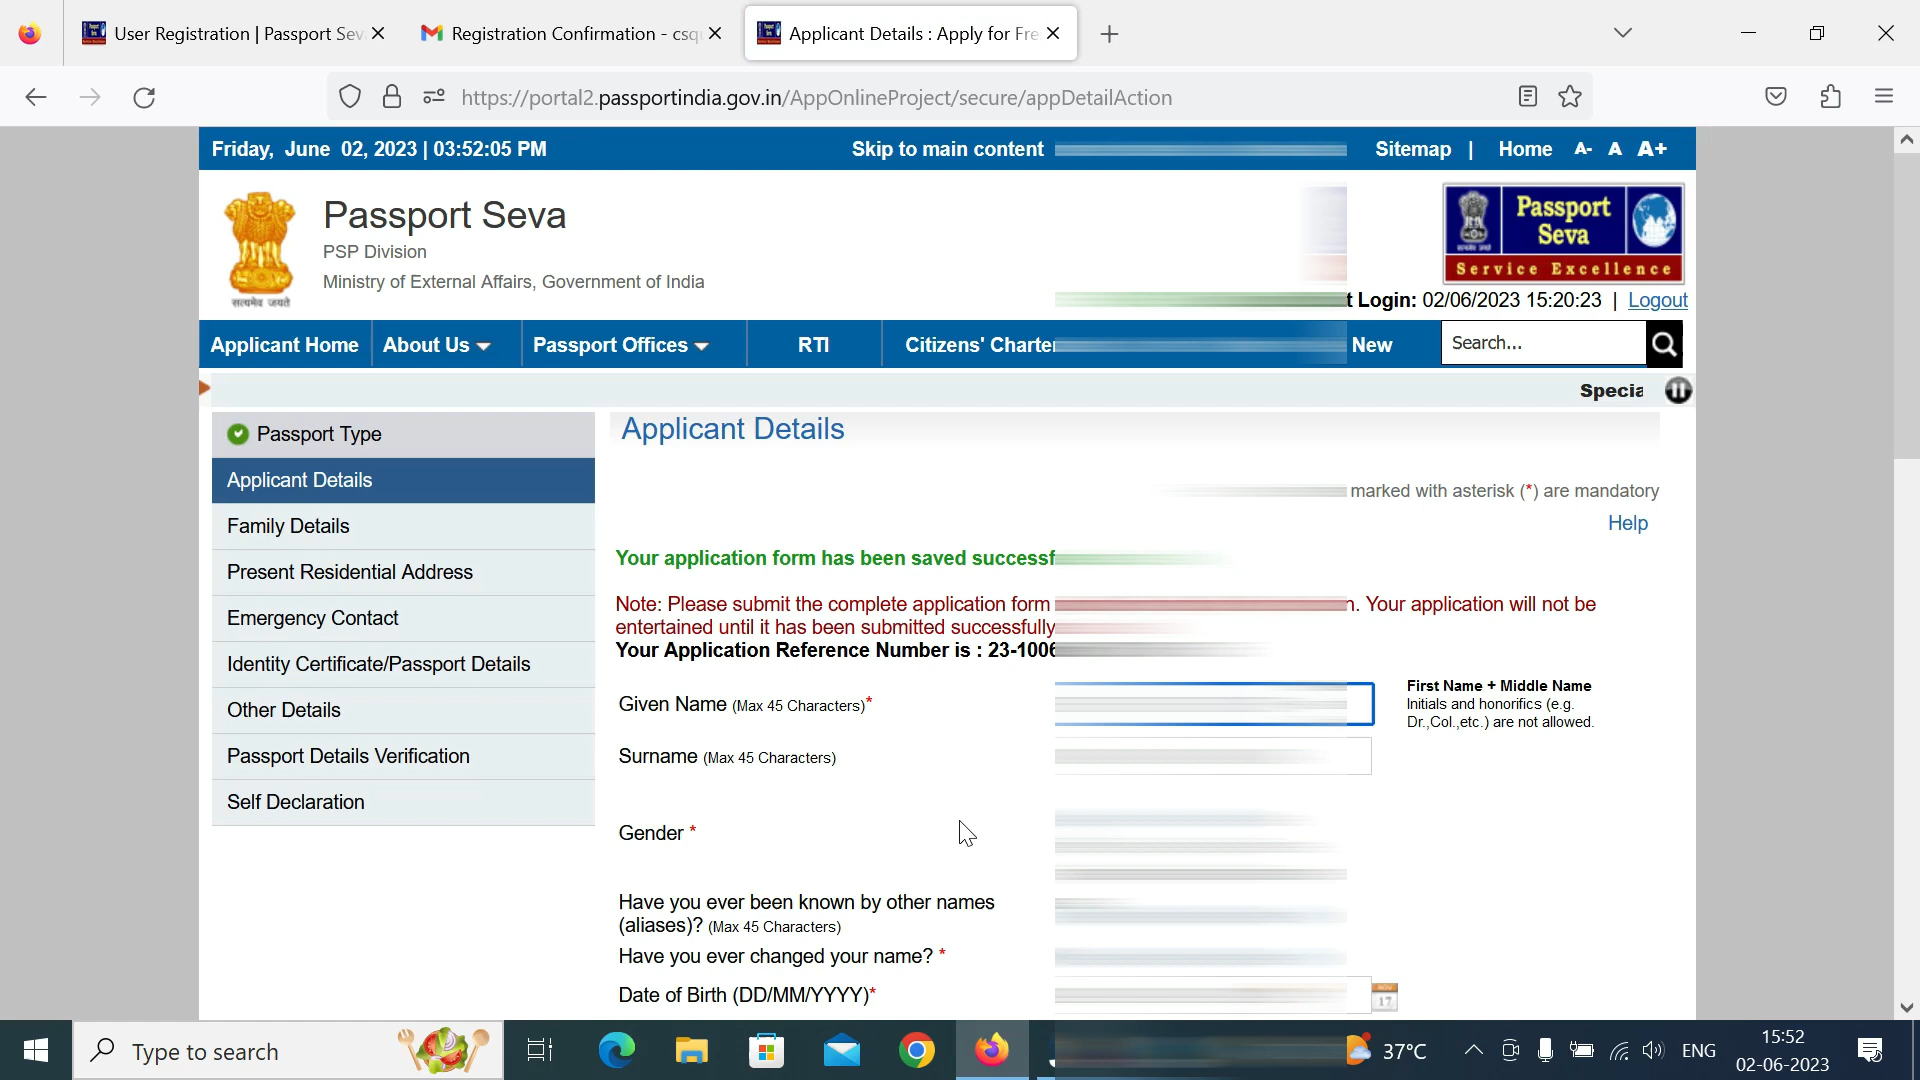 User Registration | Passport Sev
Registration Confirmation - csq
Applicant Details : Apply for Fre
https://portal2.passportindia.gov.in/AppOnlineProject/secure/appDetailAction
Friday, June 02, 2023 | 03:52:05 PM
Skip to main content
Sitemap | Home A- A A+
Passport Seva
PSP Division
Ministry of External Affairs, Government of India
सत्यमेव जयते
Passport
Seva
Service Excellence
t Login: 02/06/2023 15:20:23 | Logout
Applicant Home About Us Passport Offices RTI Citizens' Charter New Search...
Specia
Passport Type
Applicant Details
Family Details
Present Residential Address
Emergency Contact
Identity Certificate/Passport Details
Other Details
Passport Details Verification
Self Declaration
Applicant Details
marked with asterisk (*) are mandatory
Help
Your application form has been saved successf
Note: Please submit the complete application form n. Your application will not be
entertained until it has been submitted successfully
Your Application Reference Number is : 23-1006
Given Name (Max 45 Characters)*
First Name + Middle Name
Initials and honorifics (e.g.
Dr.,Col.,etc.) are not allowed.
Surname (Max 45 Characters)
Gender *
Have you ever been known by other names
(aliases)? (Max 45 Characters)
Have you ever changed your name? *
Date of Birth (DD/MM/YYYY)*
NOV
17
Type to search
37°C
ENG
15:52
02-06-2023